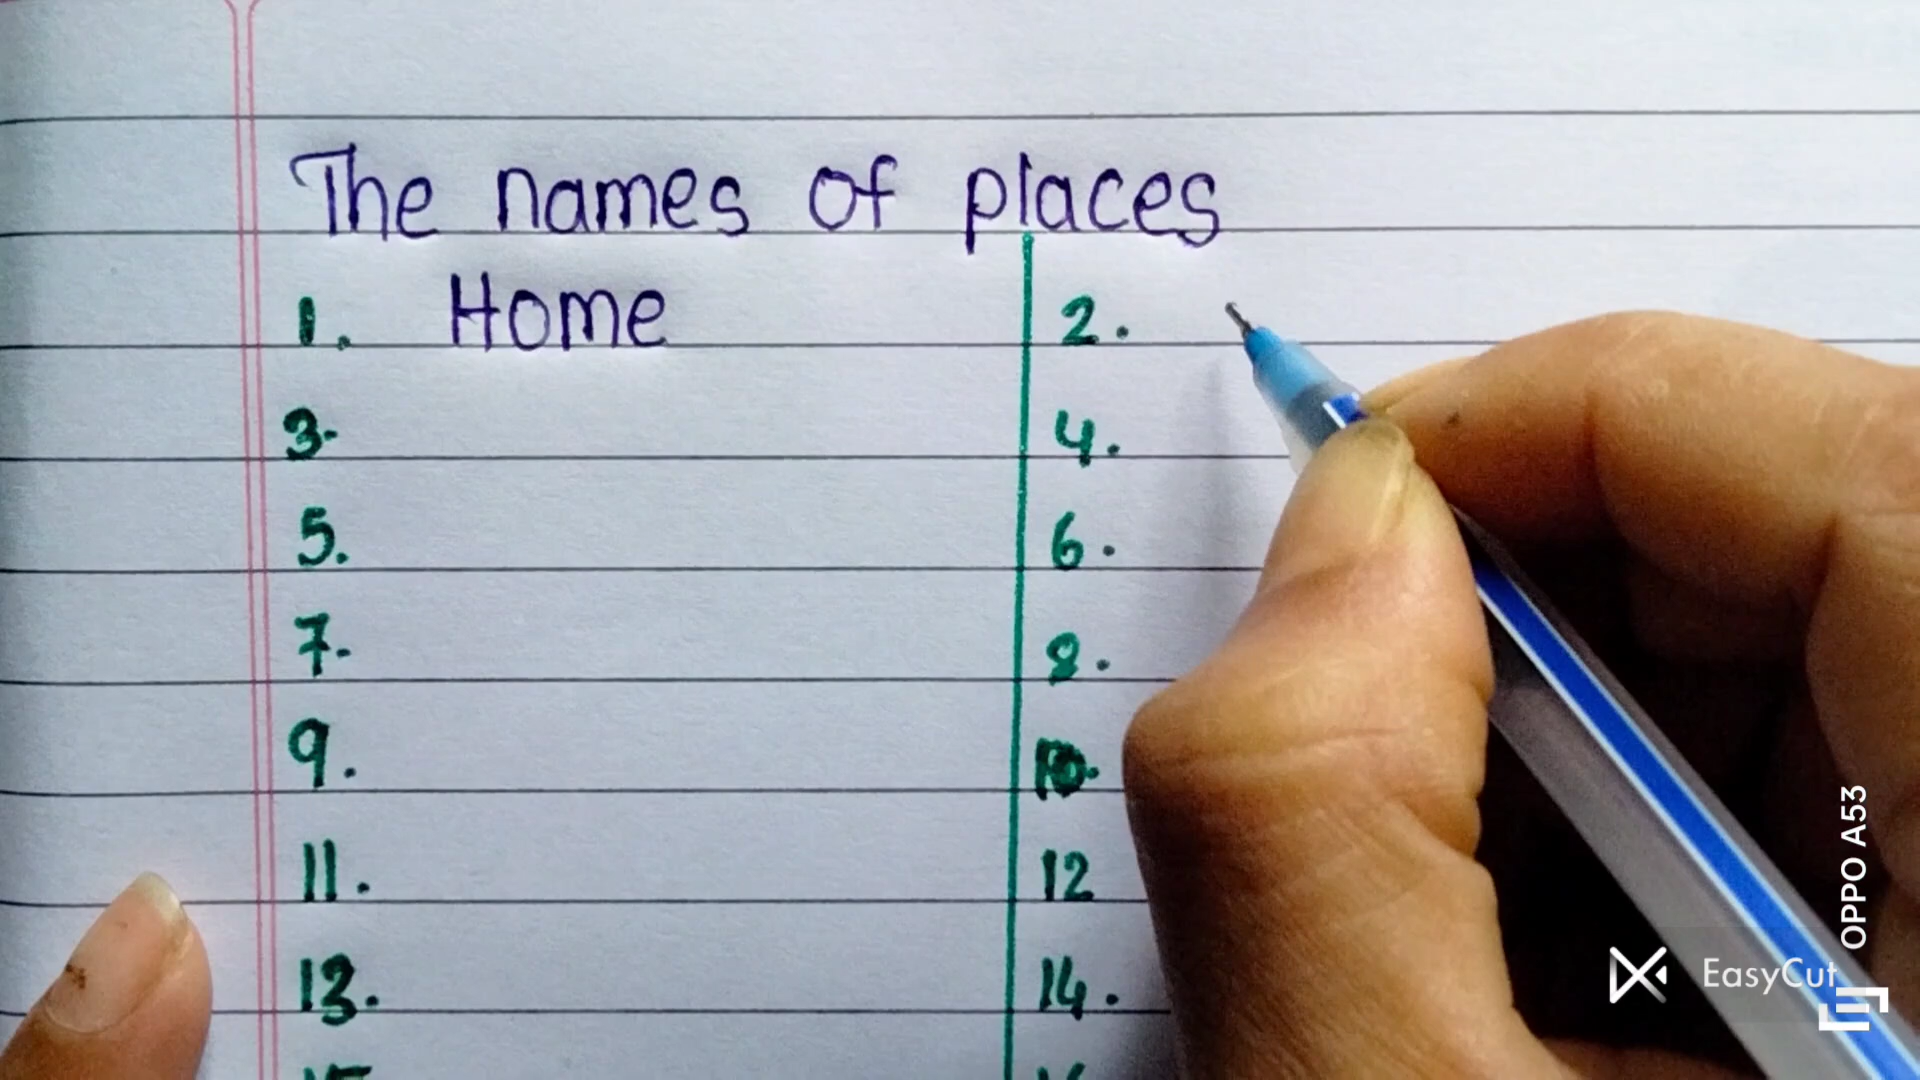 The names of places
1. Home 2.
3. 4.
5. 6.
7. 8.
9. 10.
11. 12
13. 14.
OPPO A53
EasyCut